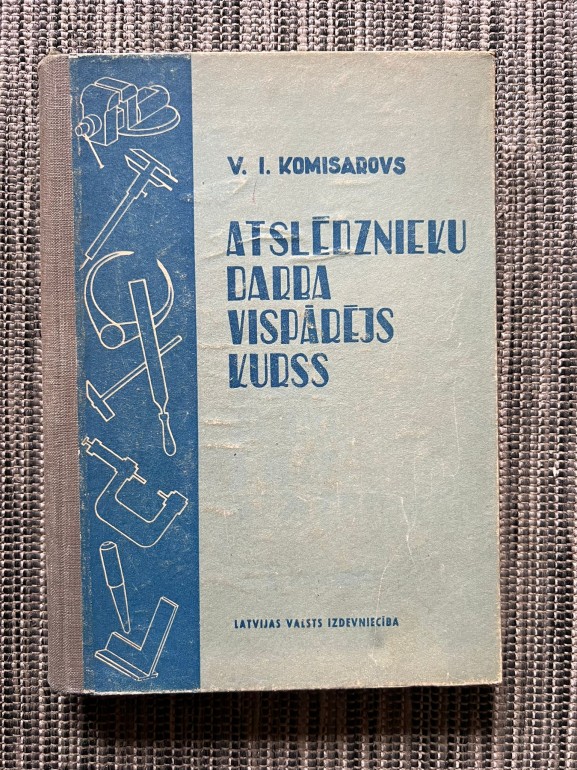 V. I. KOMISAROVS
ATSLĒDZNIEKU
DARBA
VISPĀRĒJS
KURSS
LATVIJAS VALSTS IZDEVNIECĪBA